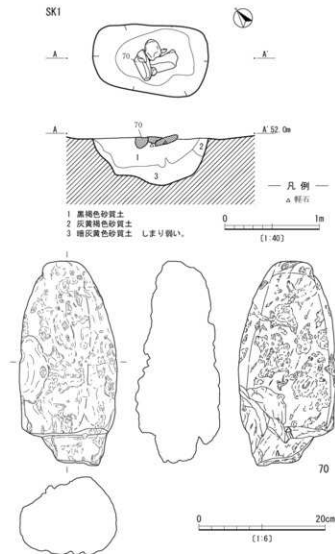 SK1
A
A'
70
70
A
A' 52.0m
1
2
3
凡例
△ 軽石
1 黒褐色砂質土
2 灰黄褐色砂質土
3 暗灰黄色砂質土 しまり弱い。
0
1m
[1:40]
70
0
20cm
[1:6]